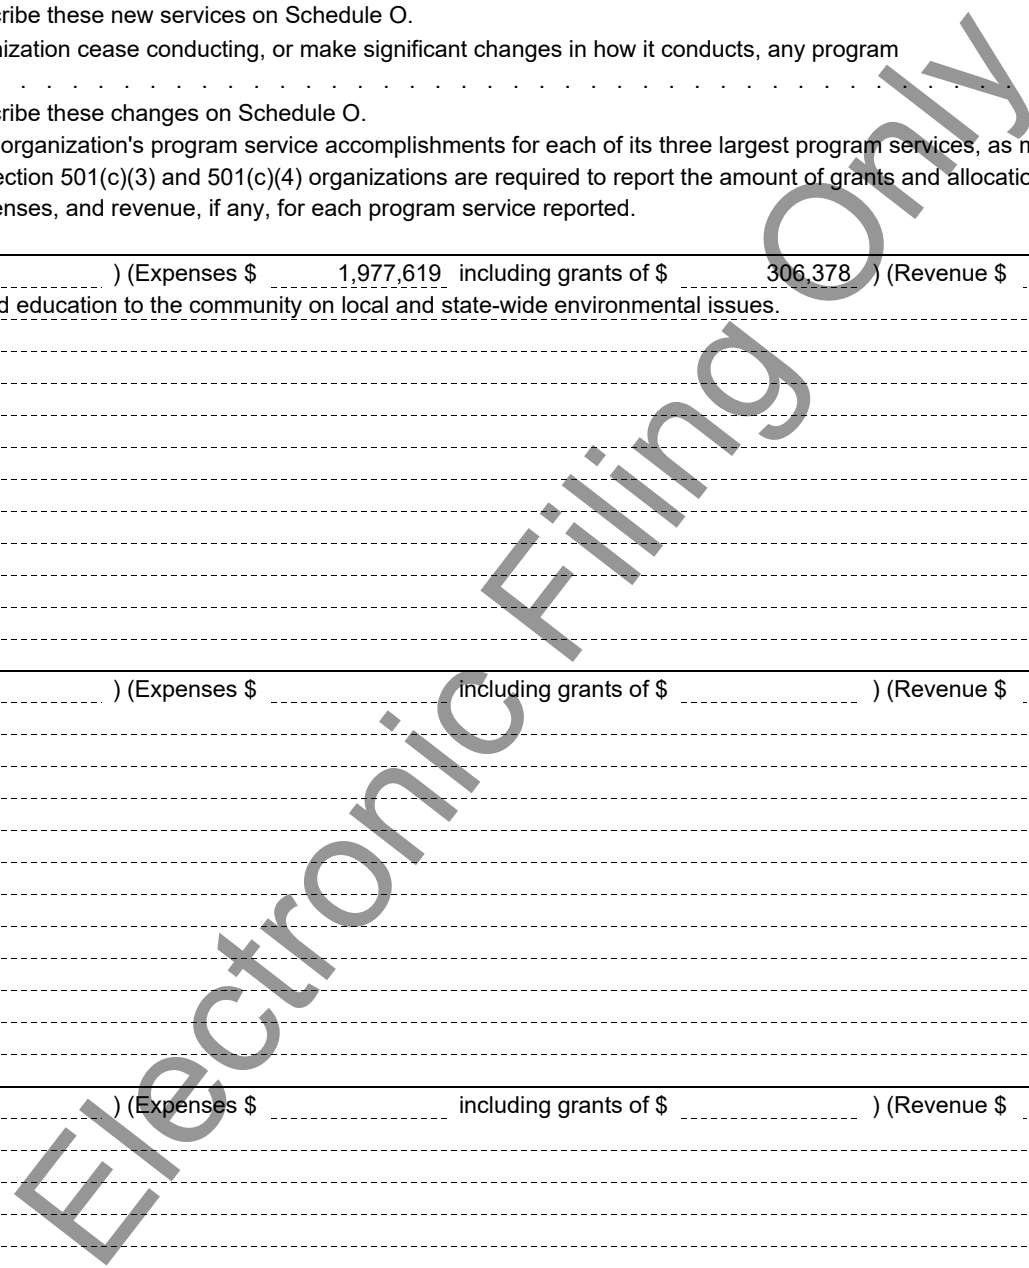 ribe these new services on Schedule O.
nization cease conducting, or make significant changes in how it conducts, any program
. . . . . . . . . . . . . . . . . . . . . . . . . . . . . . . . . . . . . . .
ribe these changes on Schedule O.
organization's program service accomplishments for each of its three largest program services, as m
ection 501(c)(3) and 501(c)(4) organizations are required to report the amount of grants and allocatio
enses, and revenue, if any, for each program service reported.
) (Expenses $ 1,977,619 including grants of $ 306,378 ) (Revenue $
d education to the community on local and state-wide environmental issues.
) (Expenses $ including grants of $ ) (Revenue $
) (Expenses $ including grants of $ ) (Revenue $
Electronic Filing Only